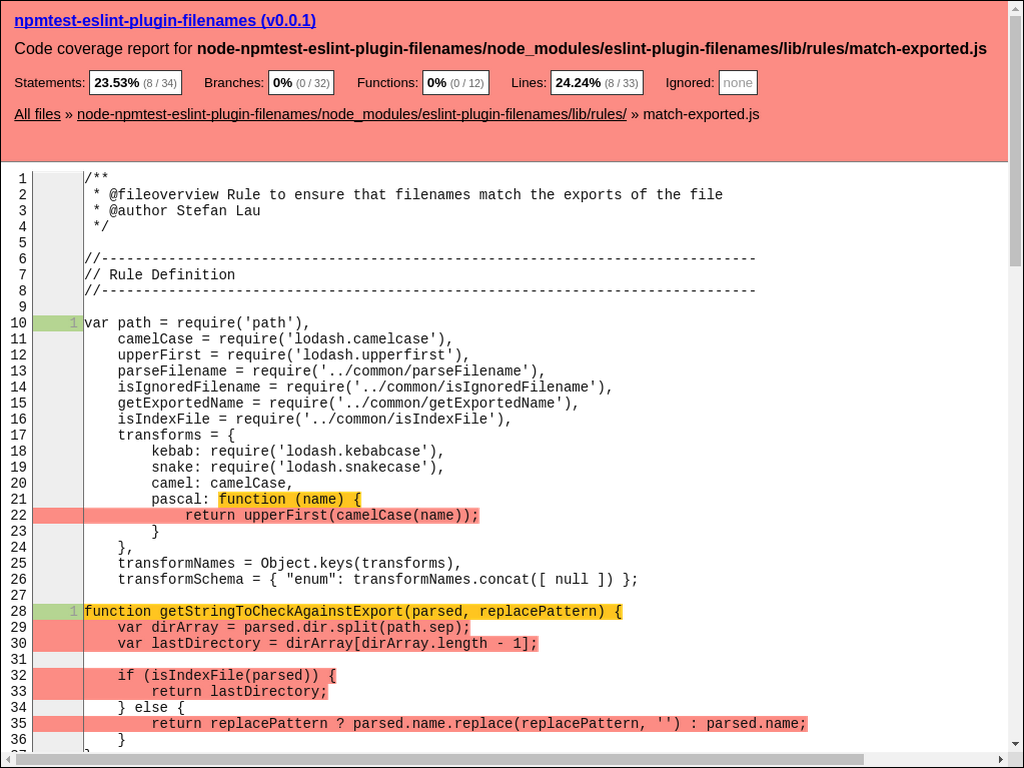 npmtest-eslint-plugin-filenames (v0.0.1)
Code coverage report for node-npmtest-eslint-plugin-filenames/node_modules/eslint-plugin-filenames/lib/rules/match-exported.js
Statements: 23.53% (8 / 34) Branches: 0% (0 / 32) Functions: 0% (0 / 12) Lines: 24.24% (8 / 33) Ignored: none
All files » node-npmtest-eslint-plugin-filenames/node_modules/eslint-plugin-filenames/lib/rules/ » match-exported.js
1 /**
2  * @fileoverview Rule to ensure that filenames match the exports of the file
3  * @author Stefan Lau
4  */
5
6 //------------------------------------------------------------------------------
7 // Rule Definition
8 //------------------------------------------------------------------------------
9
10 1 var path = require('path'),
11     camelCase = require('lodash.camelcase'),
12     upperFirst = require('lodash.upperfirst'),
13     parseFilename = require('../common/parseFilename'),
14     isIgnoredFilename = require('../common/isIgnoredFilename'),
15     getExportedName = require('../common/getExportedName'),
16     isIndexFile = require('../common/isIndexFile'),
17     transforms = {
18         kebab: require('lodash.kebabcase'),
19         snake: require('lodash.snakecase'),
20         camel: camelCase,
21         pascal: function (name) {
22             return upperFirst(camelCase(name));
23         }
24     },
25     transformNames = Object.keys(transforms),
26     transformSchema = { "enum": transformNames.concat([ null ]) };
27
28 1 function getStringToCheckAgainstExport(parsed, replacePattern) {
29     var dirArray = parsed.dir.split(path.sep);
30     var lastDirectory = dirArray[dirArray.length - 1];
31
32     if (isIndexFile(parsed)) {
33         return lastDirectory;
34     } else {
35         return replacePattern ? parsed.name.replace(replacePattern, '') : parsed.name;
36     }